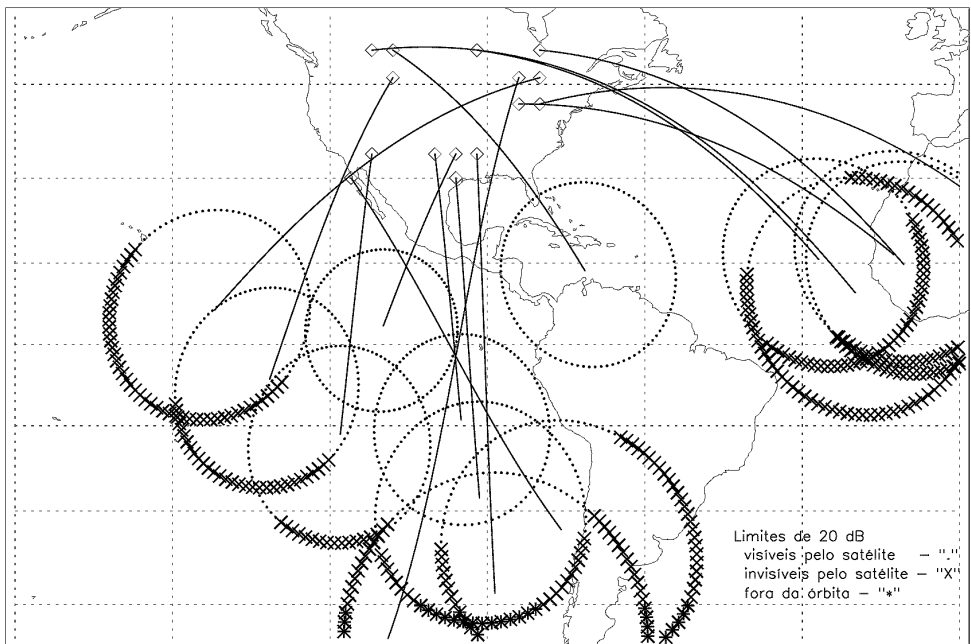 Limites de 20 dB
visíveis pelo satélite – "."
invisíveis pelo satélite – "X"
fora da órbita – "*"